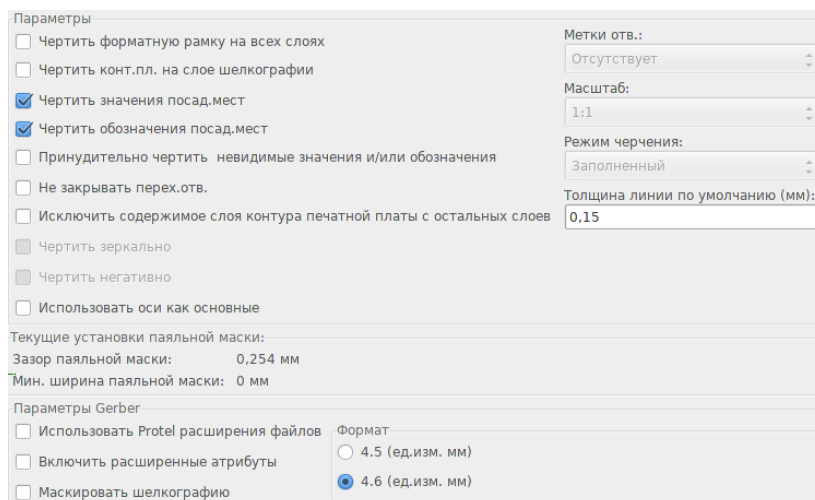 Параметры
Чертить форматную рамку на всех слоях
Чертить конт.пл. на слое шелкографии
Чертить значения посад.мест
Чертить обозначения посад.мест
Принудительно чертить  невидимые значения и/или обозначения
Не закрывать перех.отв.
Исключить содержимое слоя контура печатной платы с остальных слоев
Чертить зеркально
Чертить негативно
Использовать оси как основные
Метки отв.:
Отсутствует
Масштаб:
1:1
Режим черчения:
Заполненный
Толщина линии по умолчанию (мм):
0,15
Текущие установки паяльной маски:
Зазор паяльной маски: 0,254 мм
Мин. ширина паяльной маски: 0 мм
Параметры Gerber
Использовать Protel расширения файлов
Включить расширенные атрибуты
Маскировать шелкографию
Формат
4.5 (ед.изм. мм)
4.6 (ед.изм. мм)